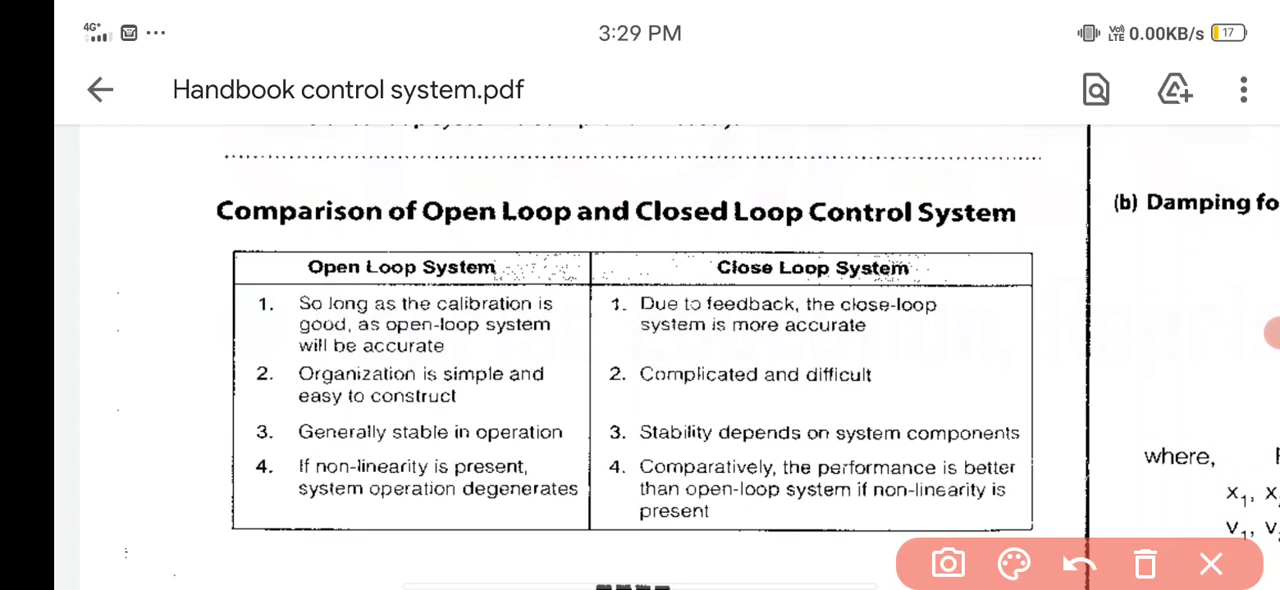 4G+
3:29 PM
Vo) LTE 0.00KB/s 17
Handbook control system.pdf
Comparison of Open Loop and Closed Loop Control System
(b) Damping fo
Open Loop System
Close Loop System
1. So long as the calibration is
good, as open-loop system
will be accurate
1. Due to feedback, the close-loop
system is more accurate
2. Organization is simple and
easy to construct
2. Complicated and difficult
3. Generally stable in operation
3. Stability depends on system components
4. If non-linearity is present,
system operation degenerates
4. Comparatively, the performance is better
than open-loop system if non-linearity is
present
where,
x₁, x
v₁, v